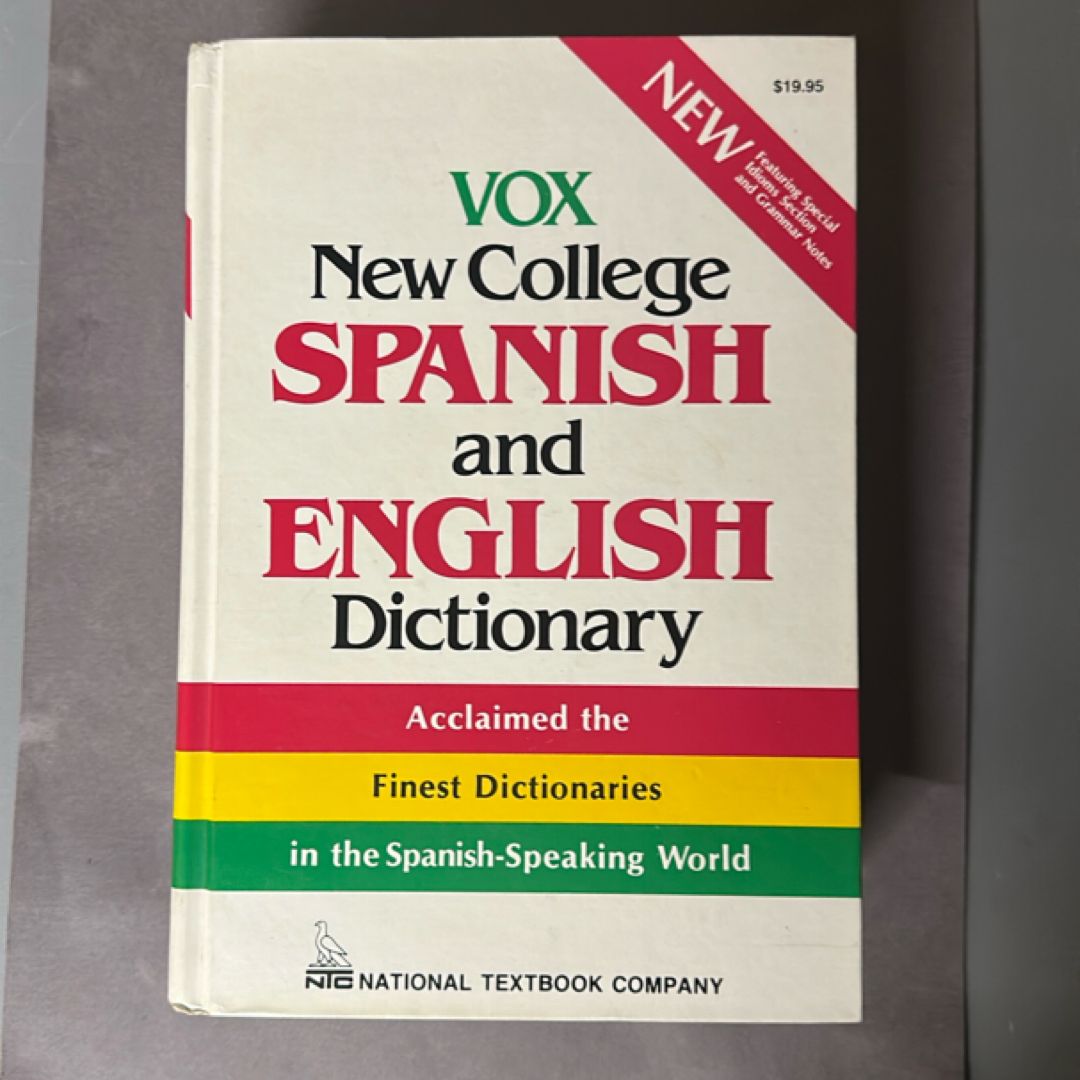 $19.95
NEW
Featuring Special
Idioms Section
and Grammar Notes
VOX
New College
SPANISH
and
ENGLISH
Dictionary
Acclaimed the
Finest Dictionaries
in the Spanish-Speaking World
NTC NATIONAL TEXTBOOK COMPANY